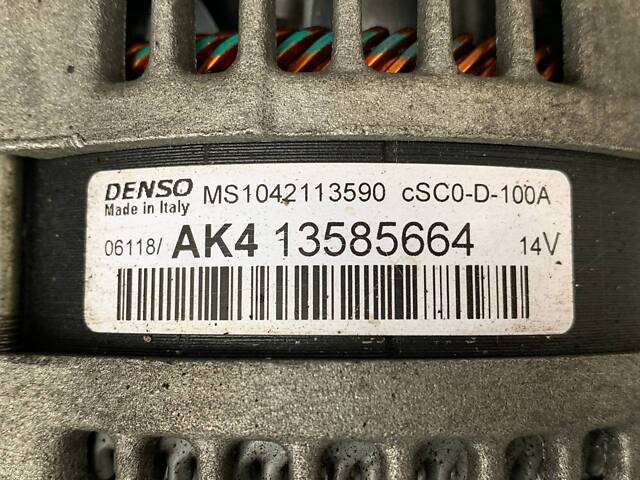 DENSO MS1042113590 cSC0-D-100A
Made in Italy
06118/ AK4 13585664 14V